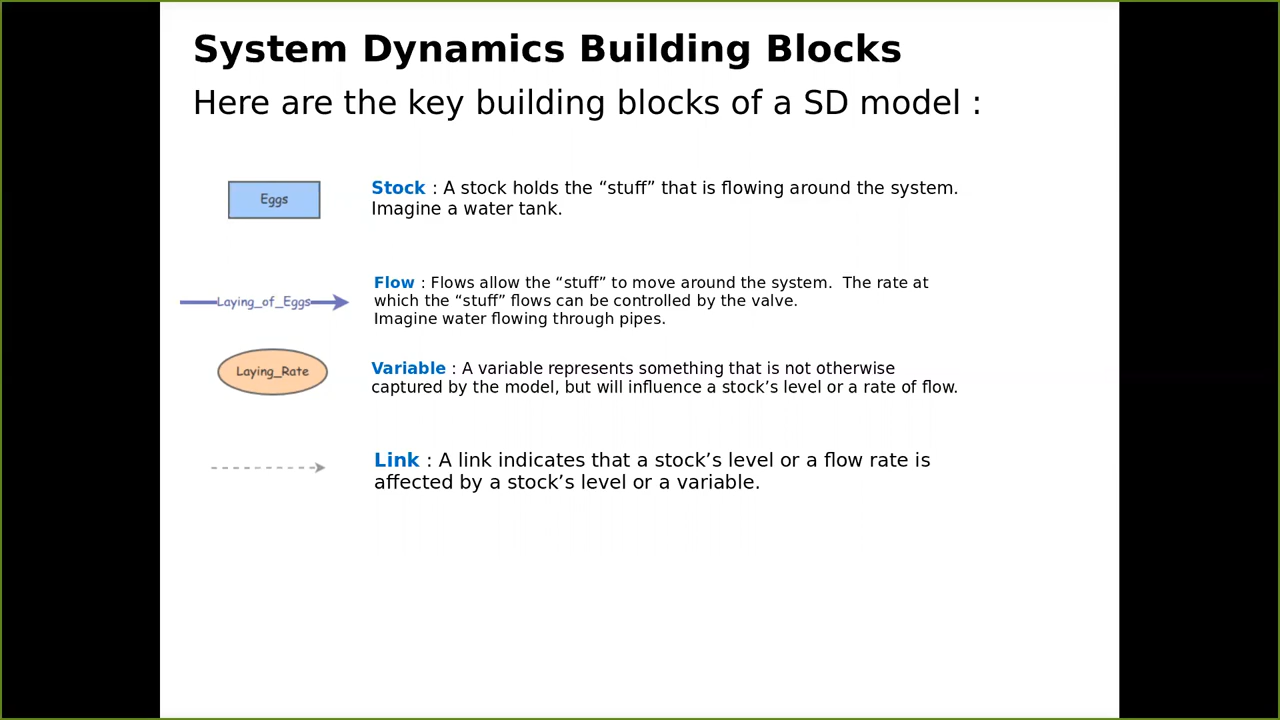 System Dynamics Building Blocks
Here are the key building blocks of a SD model :
Eggs
Stock : A stock holds the “stuff” that is flowing around the system.
Imagine a water tank.
Laying_of_Eggs
Flow : Flows allow the “stuff” to move around the system.  The rate at
which the “stuff” flows can be controlled by the valve.
Imagine water flowing through pipes.
Laying_Rate
Variable : A variable represents something that is not otherwise
captured by the model, but will influence a stock’s level or a rate of flow.
Link : A link indicates that a stock’s level or a flow rate is
affected by a stock’s level or a variable.